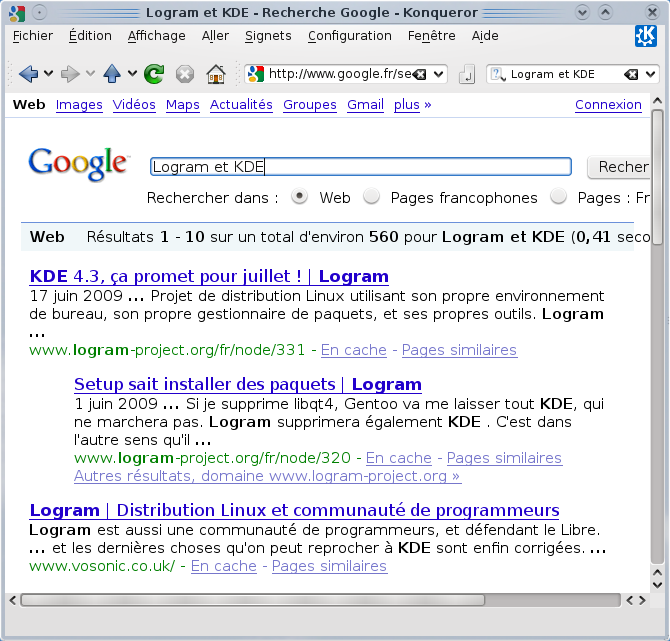 Logram et KDE - Recherche Google - Konqueror
Fichier Édition Affichage Aller Signets Configuration Fenêtre Aide
http://www.google.fr/se Logram et KDE
Web Images Vidéos Maps Actualités Groupes Gmail plus » Connexion
Google Logram et KDE Recher
Rechercher dans : Web Pages francophones Pages : Fr
Web Résultats 1 - 10 sur un total d'environ 560 pour Logram et KDE (0,41 seco
KDE 4.3, ça promet pour juillet ! | Logram
17 juin 2009 ... Projet de distribution Linux utilisant son propre environnement
de bureau, son propre gestionnaire de paquets, et ses propres outils. Logram
...
www.logram-project.org/fr/node/331 - En cache - Pages similaires
Setup sait installer des paquets | Logram
1 juin 2009 ... Si je supprime libqt4, Gentoo va me laisser tout KDE, qui
ne marchera pas. Logram supprimera également KDE . C'est dans
l'autre sens qu'il ...
www.logram-project.org/fr/node/320 - En cache - Pages similaires
Autres résultats, domaine www.logram-project.org »
Logram | Distribution Linux et communauté de programmeurs
Logram est aussi une communauté de programmeurs, et défendant le Libre.
... et les dernières choses qu'on peut reprocher à KDE sont enfin corrigées. ...
www.vosonic.co.uk/ - En cache - Pages similaires